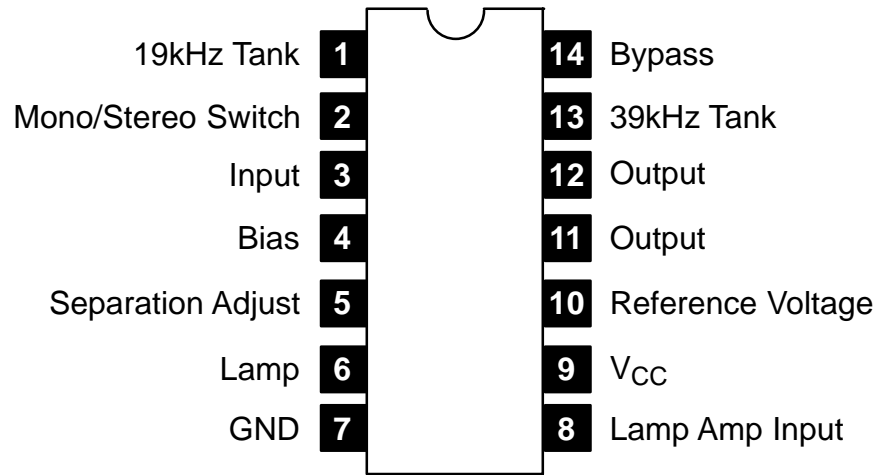 19kHz Tank 1 14 Bypass
Mono/Stereo Switch 2 13 39kHz Tank
Input 3 12 Output
Bias 4 11 Output
Separation Adjust 5 10 Reference Voltage
Lamp 6 9 VCC
GND 7 8 Lamp Amp Input